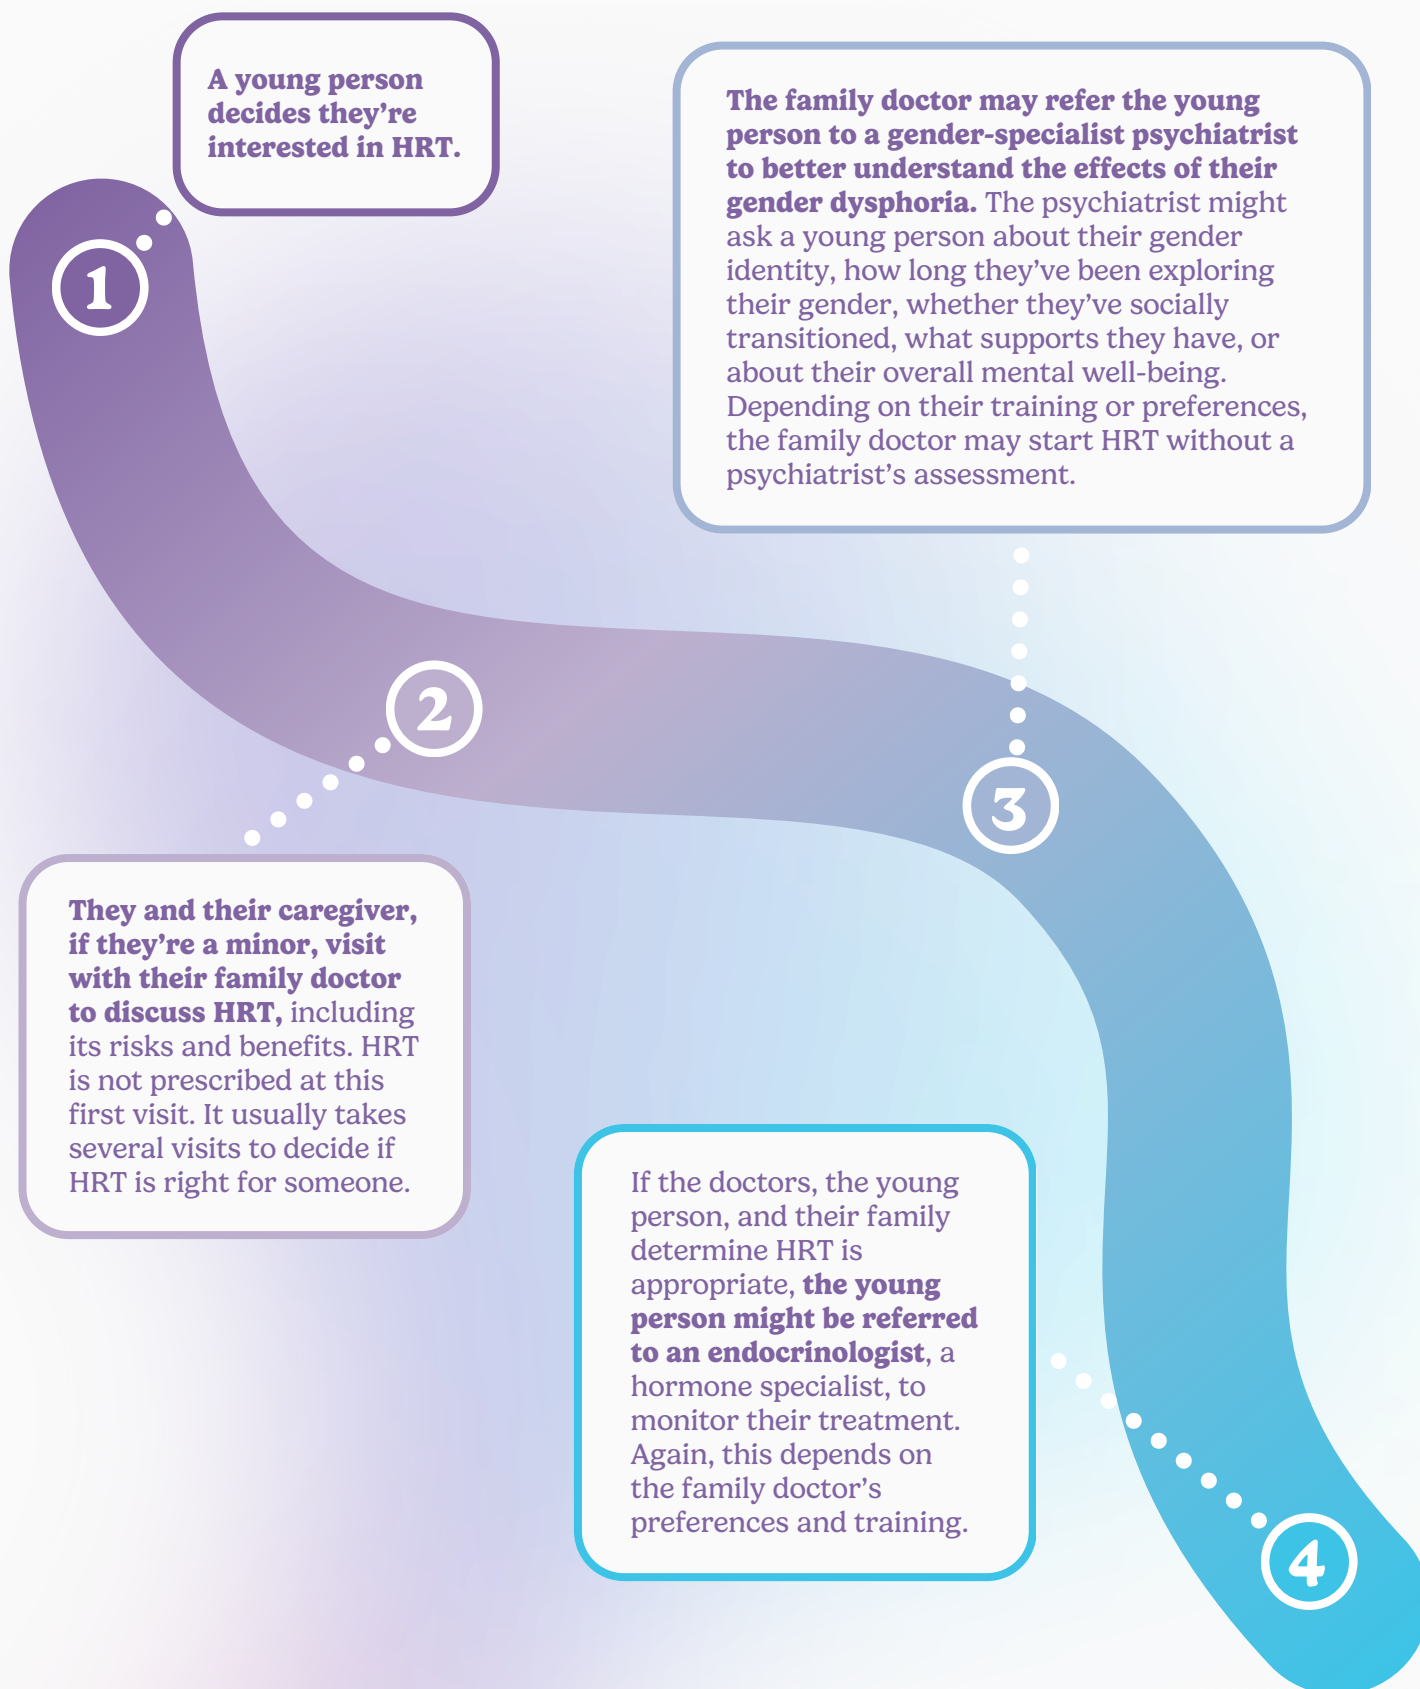 A young person
decides they’re
interested in HRT.
1
2
They and their caregiver,
if they’re a minor, visit
with their family doctor
to discuss HRT, including
its risks and benefits. HRT
is not prescribed at this
first visit. It usually takes
several visits to decide if
HRT is right for someone.
The family doctor may refer the young
person to a gender-specialist psychiatrist
to better understand the effects of their
gender dysphoria. The psychiatrist might
ask a young person about their gender
identity, how long they’ve been exploring
their gender, whether they’ve socially
transitioned, what supports they have, or
about their overall mental well-being.
Depending on their training or preferences,
the family doctor may start HRT without a
psychiatrist’s assessment.
3
If the doctors, the young
person, and their family
determine HRT is
appropriate, the young
person might be referred
to an endocrinologist, a
hormone specialist, to
monitor their treatment.
Again, this depends on
the family doctor’s
preferences and training.
4